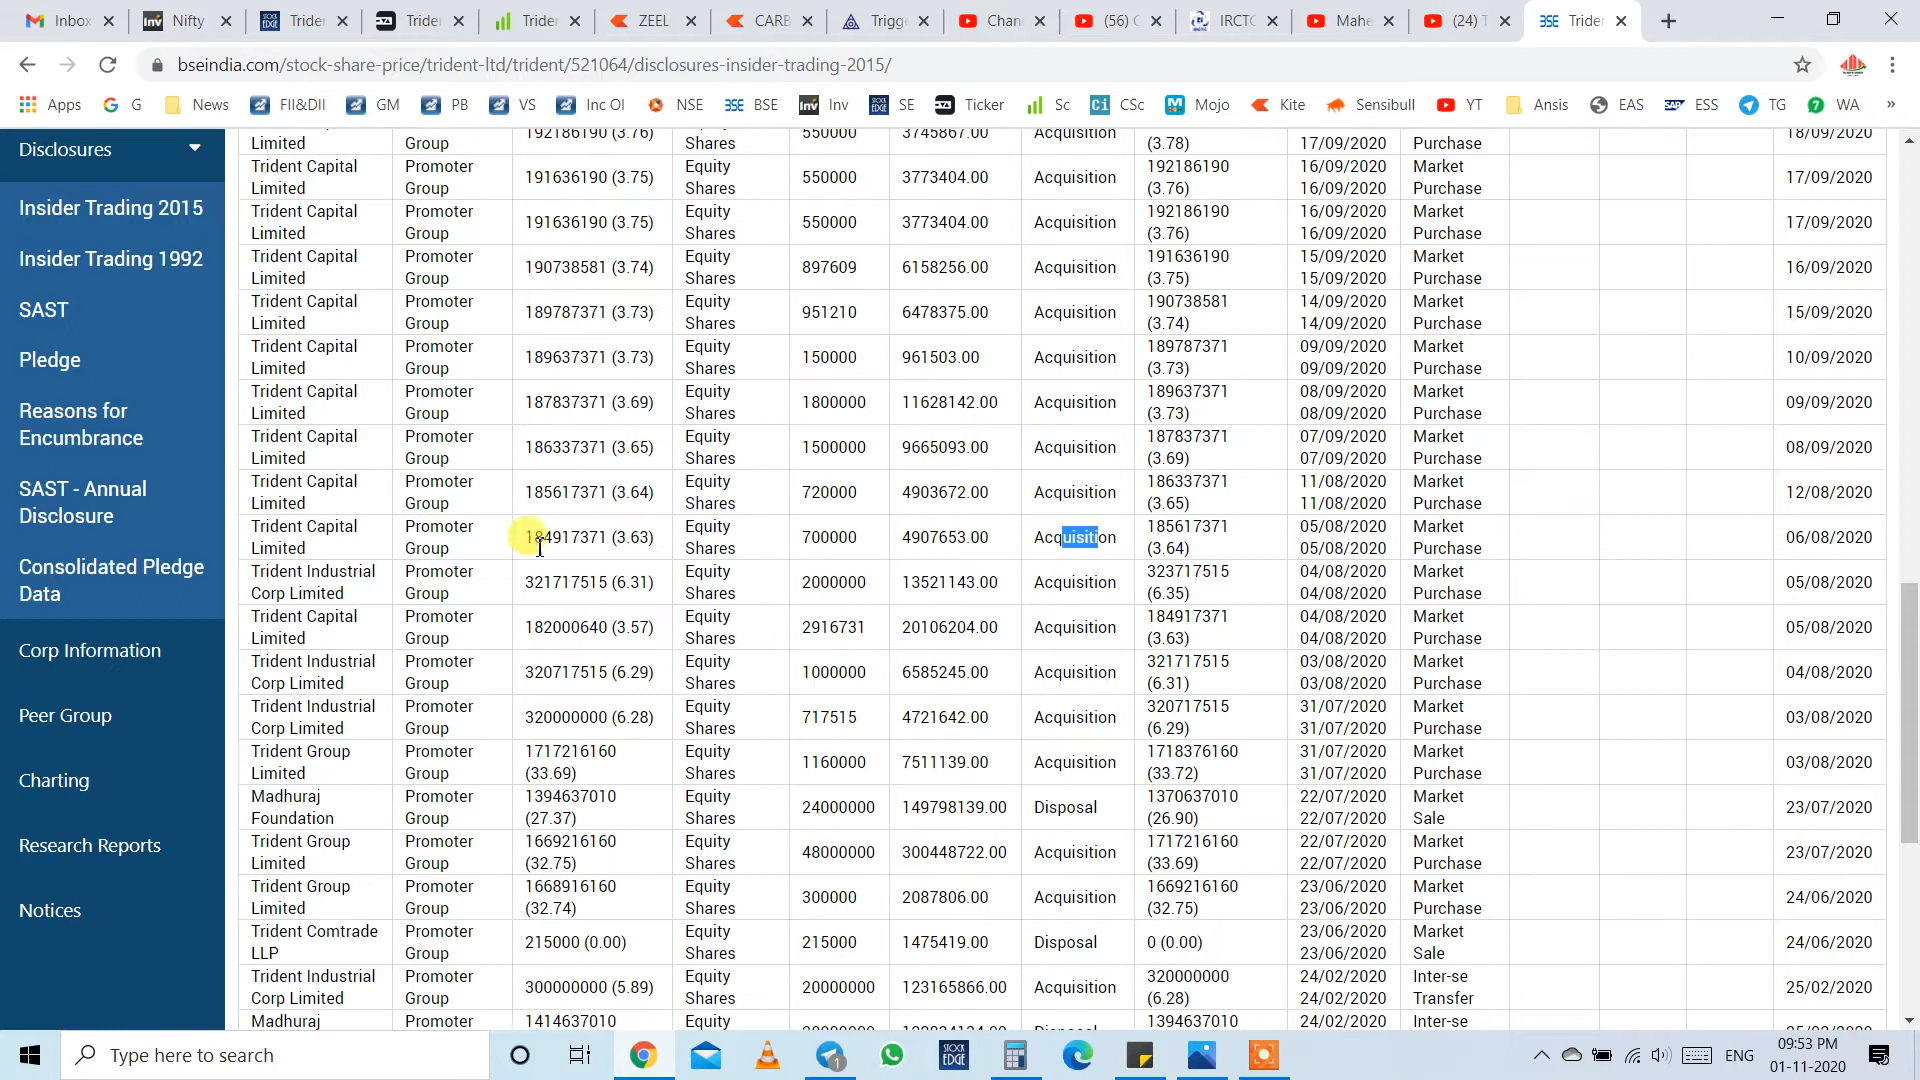 Inbox
Nifty
Trider
Trider
Trider
ZEEL
CARB
Trigg
Chan
(56) C
IRCTC
Mahe
(24) T
Trider
bseindia.com/stock-share-price/trident-ltd/trident/521064/disclosures-insider-trading-2015/
Apps G News FII&DII GM PB VS Inc OI NSE BSE Inv SE Ticker Sc CSc Mojo Kite Sensibull YT Ansis EAS ESS TG WA »
Disclosures
Insider Trading 2015
Insider Trading 1992
SAST
Pledge
Reasons for
Encumbrance
SAST - Annual
Disclosure
Consolidated Pledge
Data
Corp Information
Peer Group
Charting
Research Reports
Notices
Limited Group 192186190 (3.76) Shares 550000 3745867.00 Acquisition (3.78) 17/09/2020 Purchase 18/09/2020
Trident Capital Promoter Equity 192186190 16/09/2020 Market
191636190 (3.75) 550000 3773404.00 Acquisition 17/09/2020
Limited Group Shares (3.76) 16/09/2020 Purchase
Trident Capital Promoter Equity 192186190 16/09/2020 Market
191636190 (3.75) 550000 3773404.00 Acquisition 17/09/2020
Limited Group Shares (3.76) 16/09/2020 Purchase
Trident Capital Promoter Equity 191636190 15/09/2020 Market
190738581 (3.74) 897609 6158256.00 Acquisition 16/09/2020
Limited Group Shares (3.75) 15/09/2020 Purchase
Trident Capital Promoter Equity 190738581 14/09/2020 Market
189787371 (3.73) 951210 6478375.00 Acquisition 15/09/2020
Limited Group Shares (3.74) 14/09/2020 Purchase
Trident Capital Promoter Equity 189787371 09/09/2020 Market
189637371 (3.73) 150000 961503.00 Acquisition 10/09/2020
Limited Group Shares (3.73) 09/09/2020 Purchase
Trident Capital Promoter Equity 189637371 08/09/2020 Market
187837371 (3.69) 1800000 11628142.00 Acquisition 09/09/2020
Limited Group Shares (3.73) 08/09/2020 Purchase
Trident Capital Promoter Equity 187837371 07/09/2020 Market
186337371 (3.65) 1500000 9665093.00 Acquisition 08/09/2020
Limited Group Shares (3.69) 07/09/2020 Purchase
Trident Capital Promoter Equity 186337371 11/08/2020 Market
185617371 (3.64) 720000 4903672.00 Acquisition 12/08/2020
Limited Group Shares (3.65) 11/08/2020 Purchase
Trident Capital Promoter Equity 185617371 05/08/2020 Market
184917371 (3.63) 700000 4907653.00 Acquisition 06/08/2020
Limited Group Shares (3.64) 05/08/2020 Purchase
Trident Industrial Promoter Equity 323717515 04/08/2020 Market
321717515 (6.31) 2000000 13521143.00 Acquisition 05/08/2020
Corp Limited Group Shares (6.35) 04/08/2020 Purchase
Trident Capital Promoter Equity 184917371 04/08/2020 Market
182000640 (3.57) 2916731 20106204.00 Acquisition 05/08/2020
Limited Group Shares (3.63) 04/08/2020 Purchase
Trident Industrial Promoter Equity 321717515 03/08/2020 Market
320717515 (6.29) 1000000 6585245.00 Acquisition 04/08/2020
Corp Limited Group Shares (6.31) 03/08/2020 Purchase
Trident Industrial Promoter Equity 320717515 31/07/2020 Market
320000000 (6.28) 717515 4721642.00 Acquisition 03/08/2020
Corp Limited Group Shares (6.29) 31/07/2020 Purchase
Trident Group Promoter 1717216160 Equity 1718376160 31/07/2020 Market
1160000 7511139.00 Acquisition 03/08/2020
Limited Group (33.69) Shares (33.72) 31/07/2020 Purchase
Madhuraj Promoter 1394637010 Equity 1370637010 22/07/2020 Market
24000000 149798139.00 Disposal 23/07/2020
Foundation Group (27.37) Shares (26.90) 22/07/2020 Sale
Trident Group Promoter 1669216160 Equity 1717216160 22/07/2020 Market
48000000 300448722.00 Acquisition 23/07/2020
Limited Group (32.75) Shares (33.69) 22/07/2020 Purchase
Trident Group Promoter 1668916160 Equity 1669216160 23/06/2020 Market
300000 2087806.00 Acquisition 24/06/2020
Limited Group (32.74) Shares (32.75) 23/06/2020 Purchase
Trident Comtrade Promoter Equity 23/06/2020 Market
215000 (0.00) 215000 1475419.00 Disposal 0 (0.00) 24/06/2020
LLP Group Shares 23/06/2020 Sale
Trident Industrial Promoter Equity 320000000 24/02/2020 Inter-se
300000000 (5.89) 20000000 123165866.00 Acquisition 25/02/2020
Corp Limited Group Shares (6.28) 24/02/2020 Transfer
Madhuraj Promoter 1414637010 Equity 1394637010 24/02/2020 Inter-se
Type here to search
STOCK EDGE
1
ENG
09:53 PM
01-11-2020